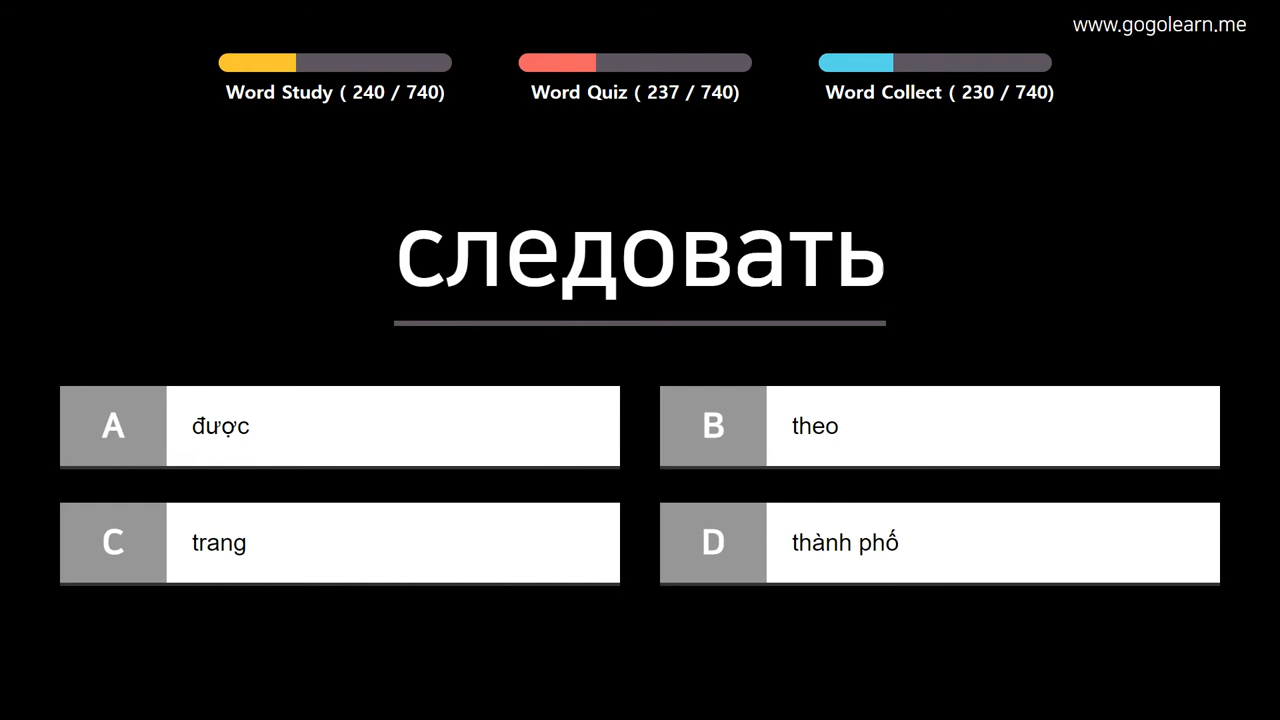 www.gogolearn.me
Word Study ( 240 / 740)
Word Quiz ( 237 / 740)
Word Collect ( 230 / 740)
следовать
A được
B theo
C trang
D thành phố